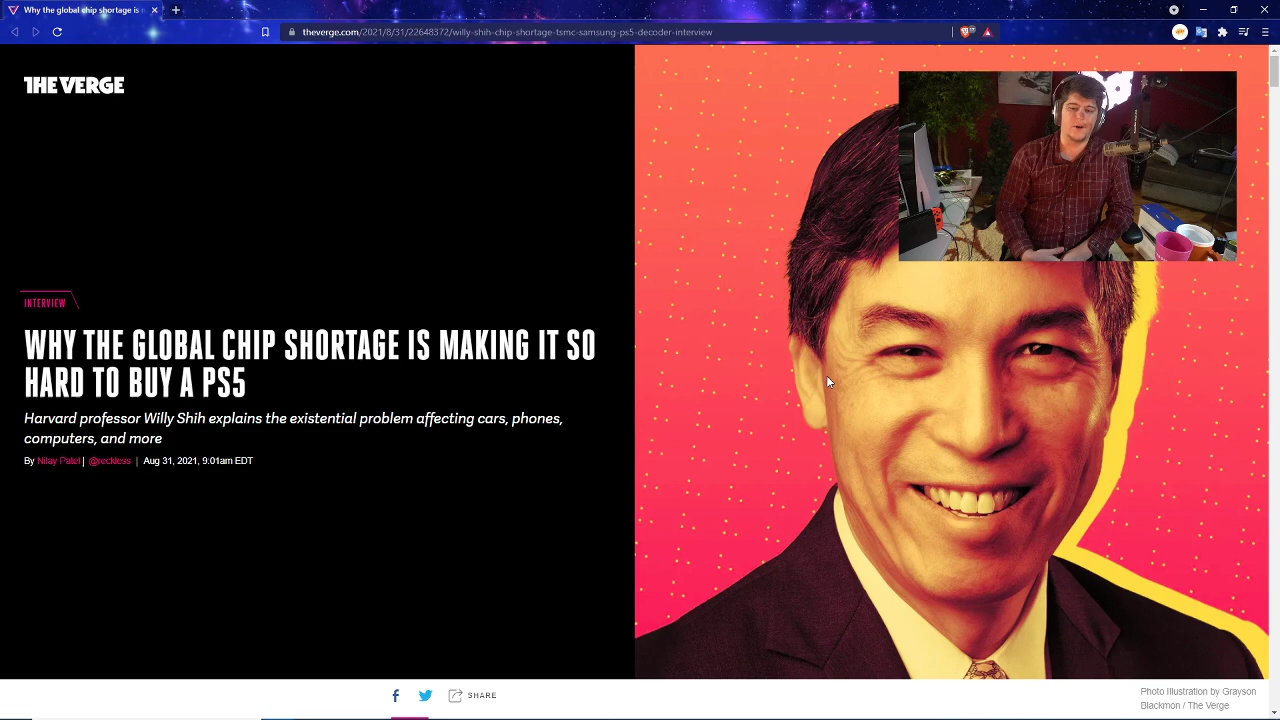 Why the global chip shortage is n
theverge.com/2021/8/31/22648372/willy-shih-chip-shortage-tsmc-samsung-ps5-decoder-interview
THE VERGE
INTERVIEW
WHY THE GLOBAL CHIP SHORTAGE IS MAKING IT SO
HARD TO BUY A PS5
Harvard professor Willy Shih explains the existential problem affecting cars, phones,
computers, and more
By Nilay Patel | @reckless | Aug 31, 2021, 9:01am EDT
SHARE
Photo Illustration by Grayson
Blackmon / The Verge